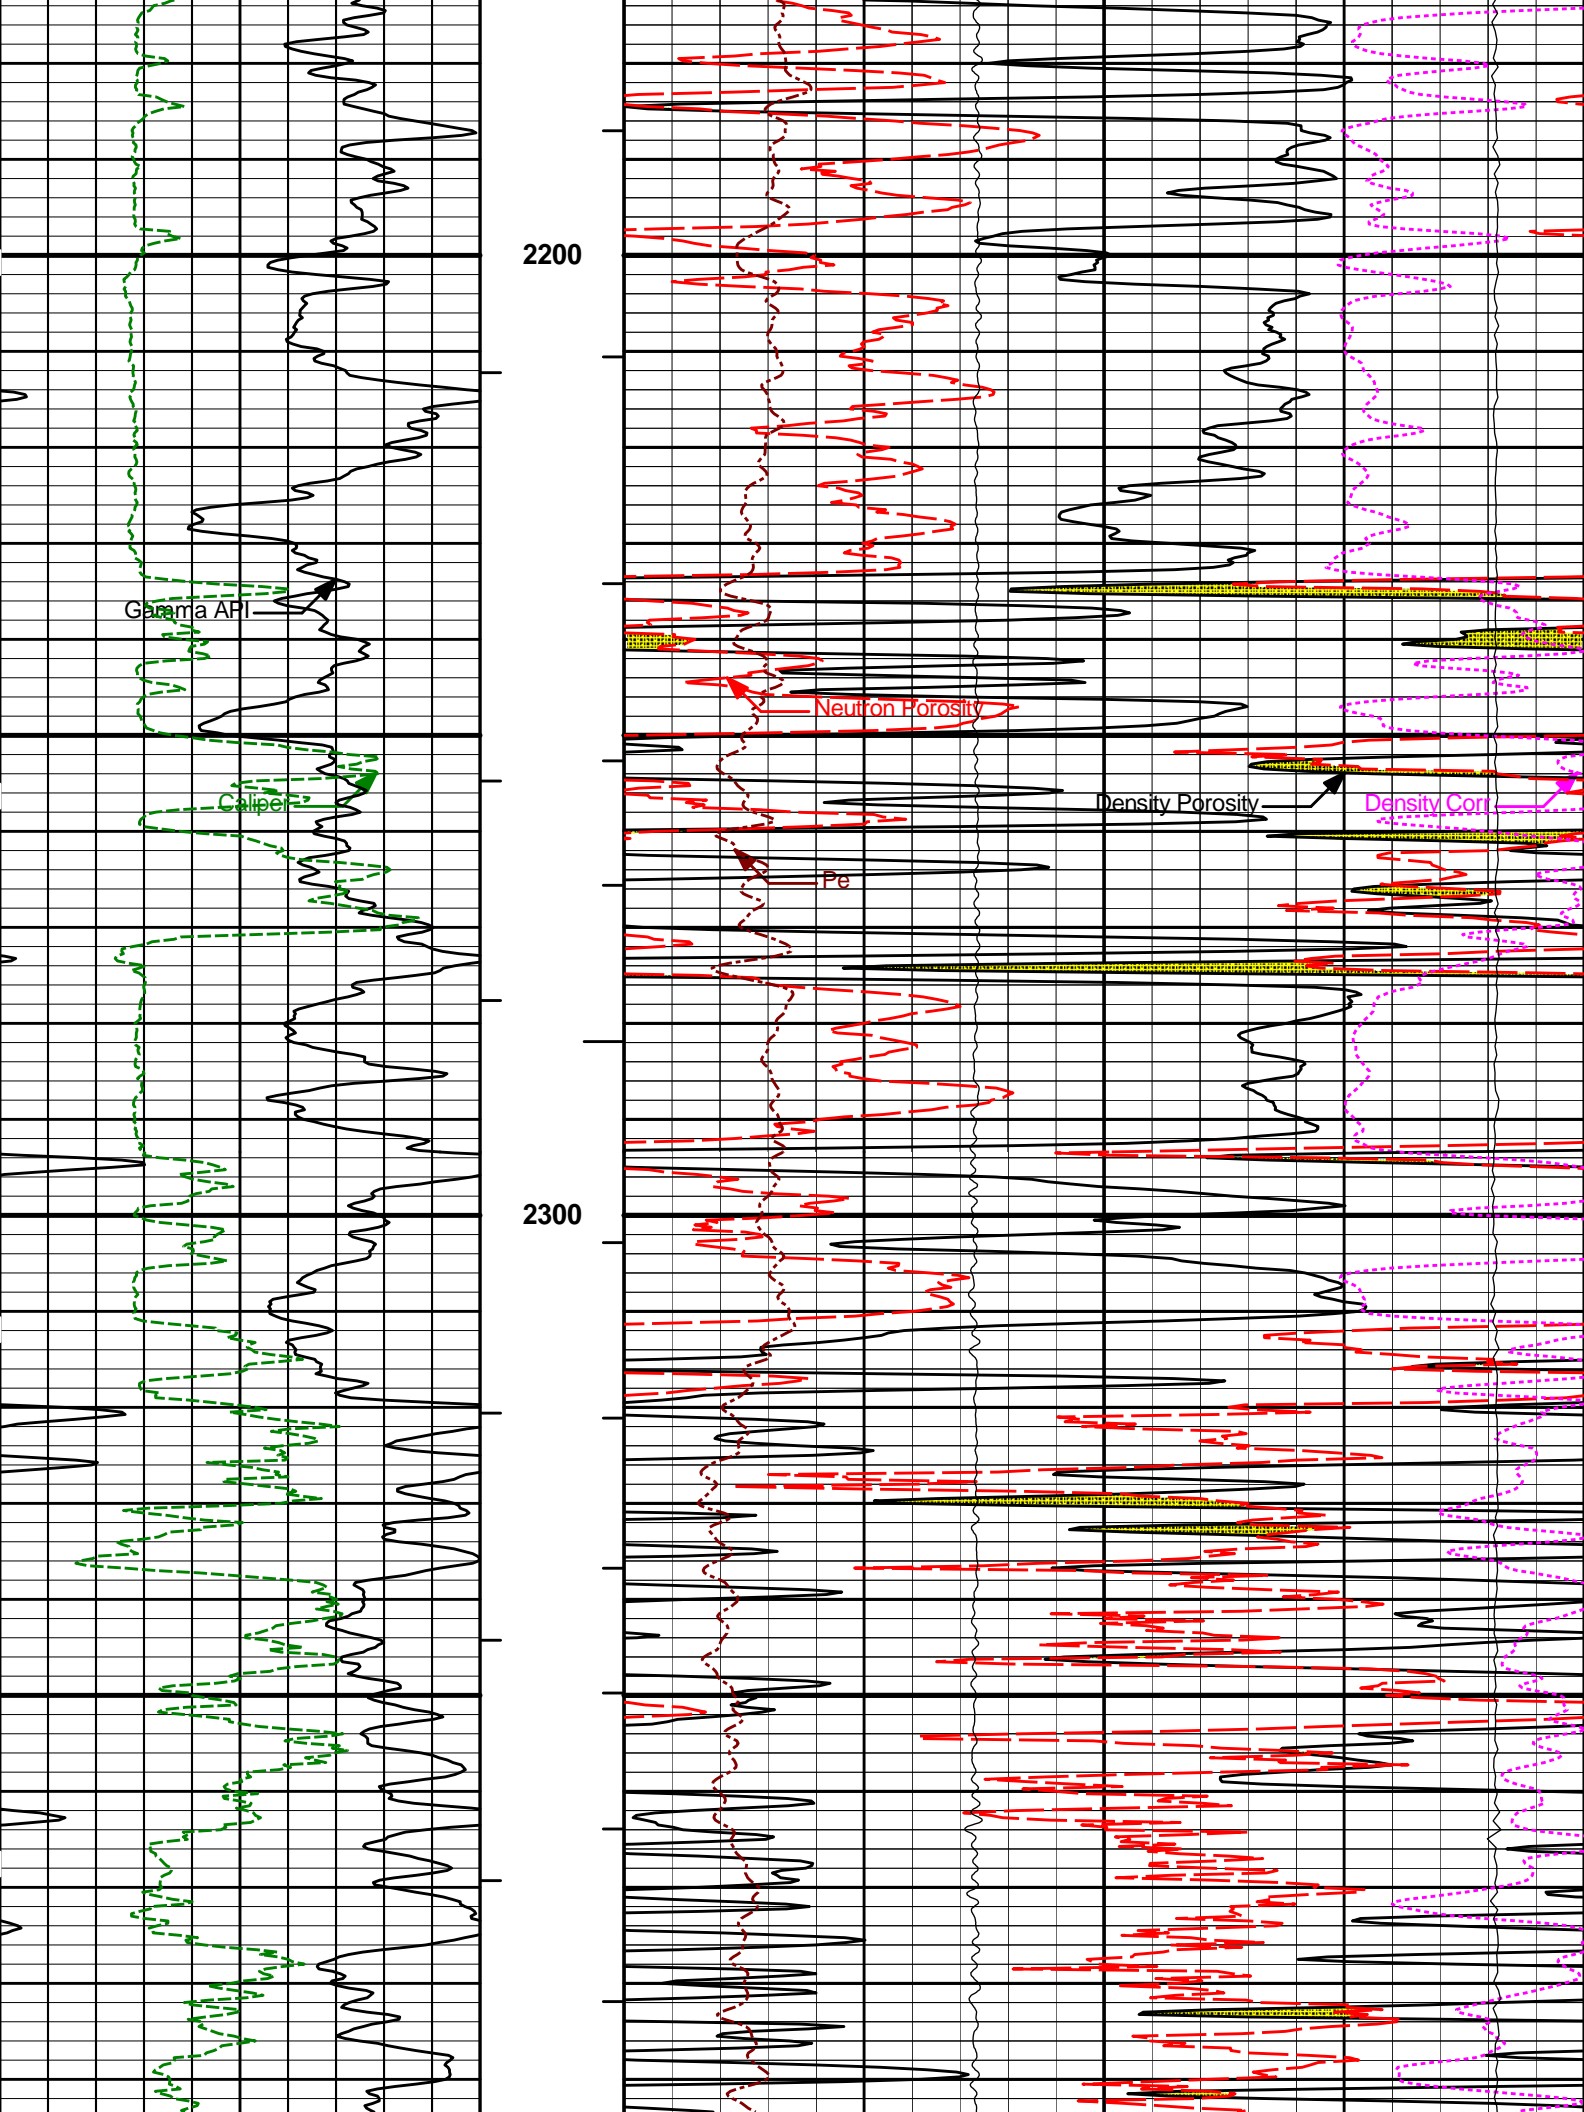 2200
Gamma API
Neutron Porosity
Caliper
Density Porosity
Density Corr
Pe
2300